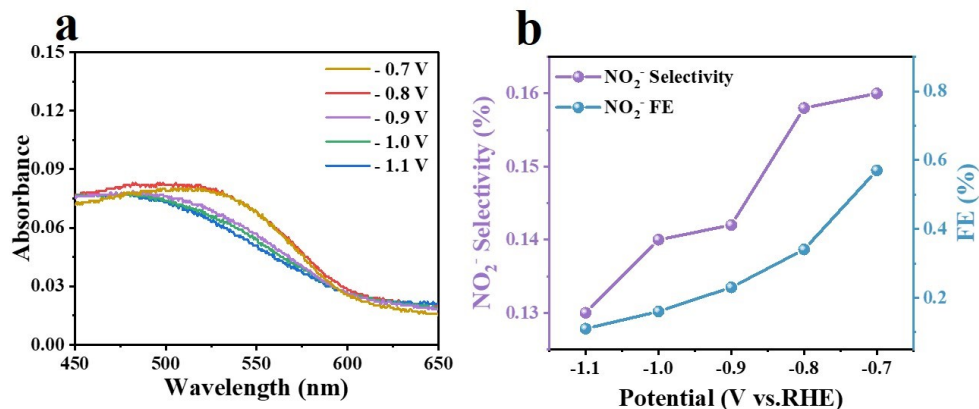 a
0.15
0.12
0.09
0.06
0.03
0.00
Absorbance
- 0.7 V
- 0.8 V
- 0.9 V
- 1.0 V
- 1.1 V
450
500
550
600
650
Wavelength (nm)
b
NO₂⁻ Selectivity
NO₂⁻ FE
0.16
0.15
0.14
0.13
NO₂⁻ Selectivity (%)
0.8
0.6
0.4
0.2
FE (%)
-1.1
-1.0
-0.9
-0.8
-0.7
Potential (V vs.RHE)